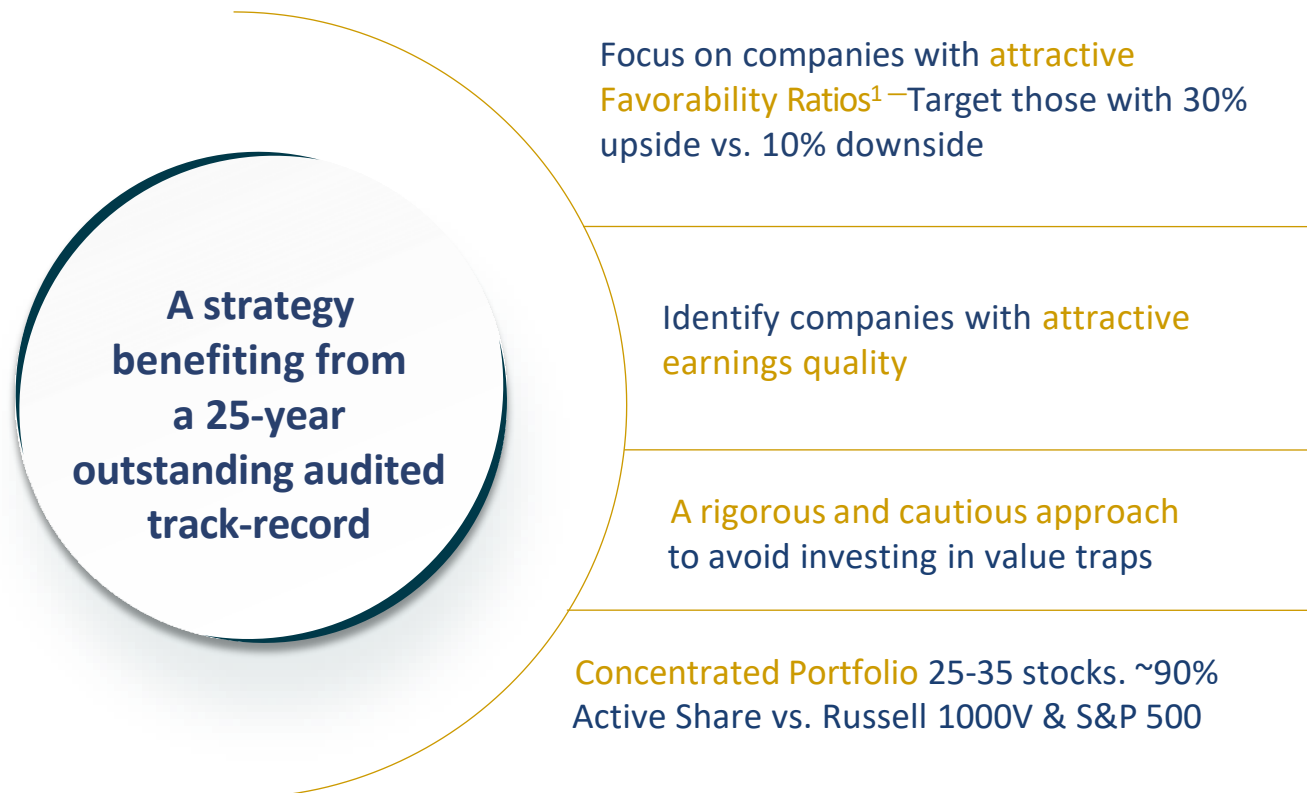 A strategy
benefiting from
a 25-year
outstanding audited
track-record
Focus on companies with attractive
Favorability Ratios¹ —Target those with 30%
upside vs. 10% downside
Identify companies with attractive
earnings quality
A rigorous and cautious approach
to avoid investing in value traps
Concentrated Portfolio 25-35 stocks. ~90%
Active Share vs. Russell 1000V & S&P 500